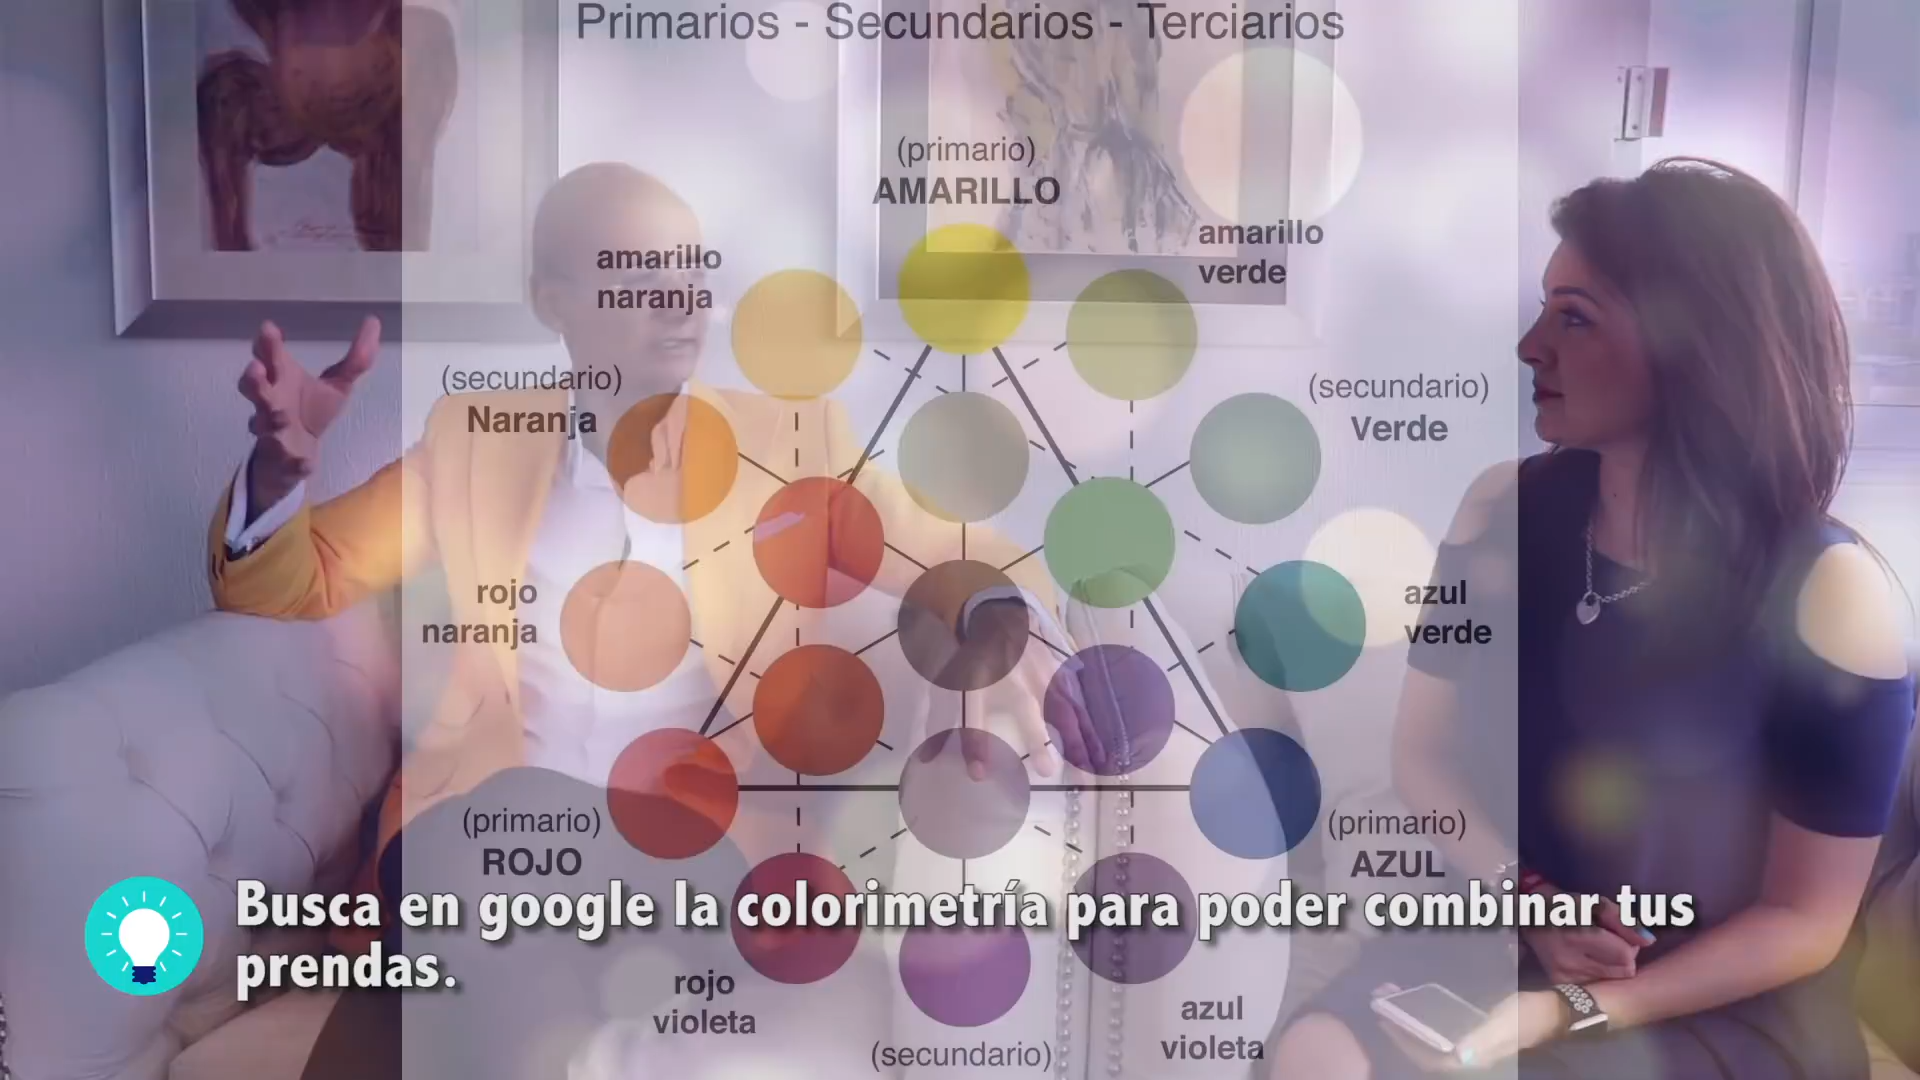 Primarios - Secundarios - Terciarios
(primario)
AMARILLO
amarillo
verde
amarillo
naranja
(secundario)
Naranja
(secundario)
Verde
rojo
naranja
azul
verde
(primario)
ROJO
(primario)
AZUL
Busca en google la colorimetría para poder combinar tus
prendas.
rojo
violeta
azul
violeta
(secundario)